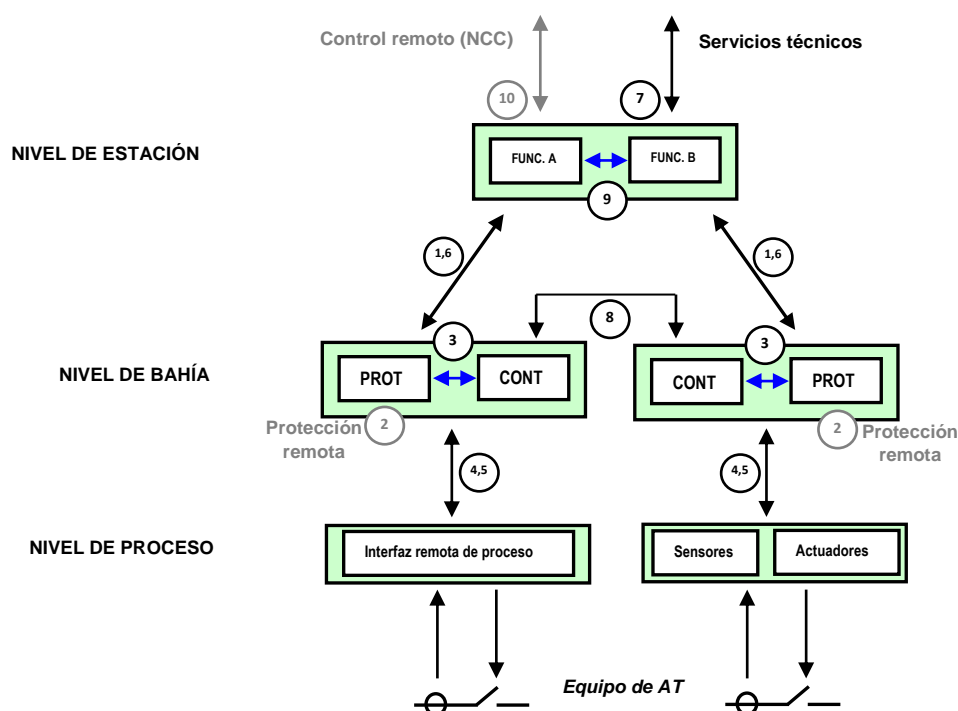 Control remoto (NCC)
Servicios técnicos
10
7
NIVEL DE ESTACIÓN
FUNC. A
FUNC. B
9
1,6
1,6
8
3
3
NIVEL DE BAHÍA
PROT
CONT
CONT
PROT
Protección
remota
2
2
Protección
remota
4,5
4,5
NIVEL DE PROCESO
Interfaz remota de proceso
Sensores
Actuadores
Equipo de AT